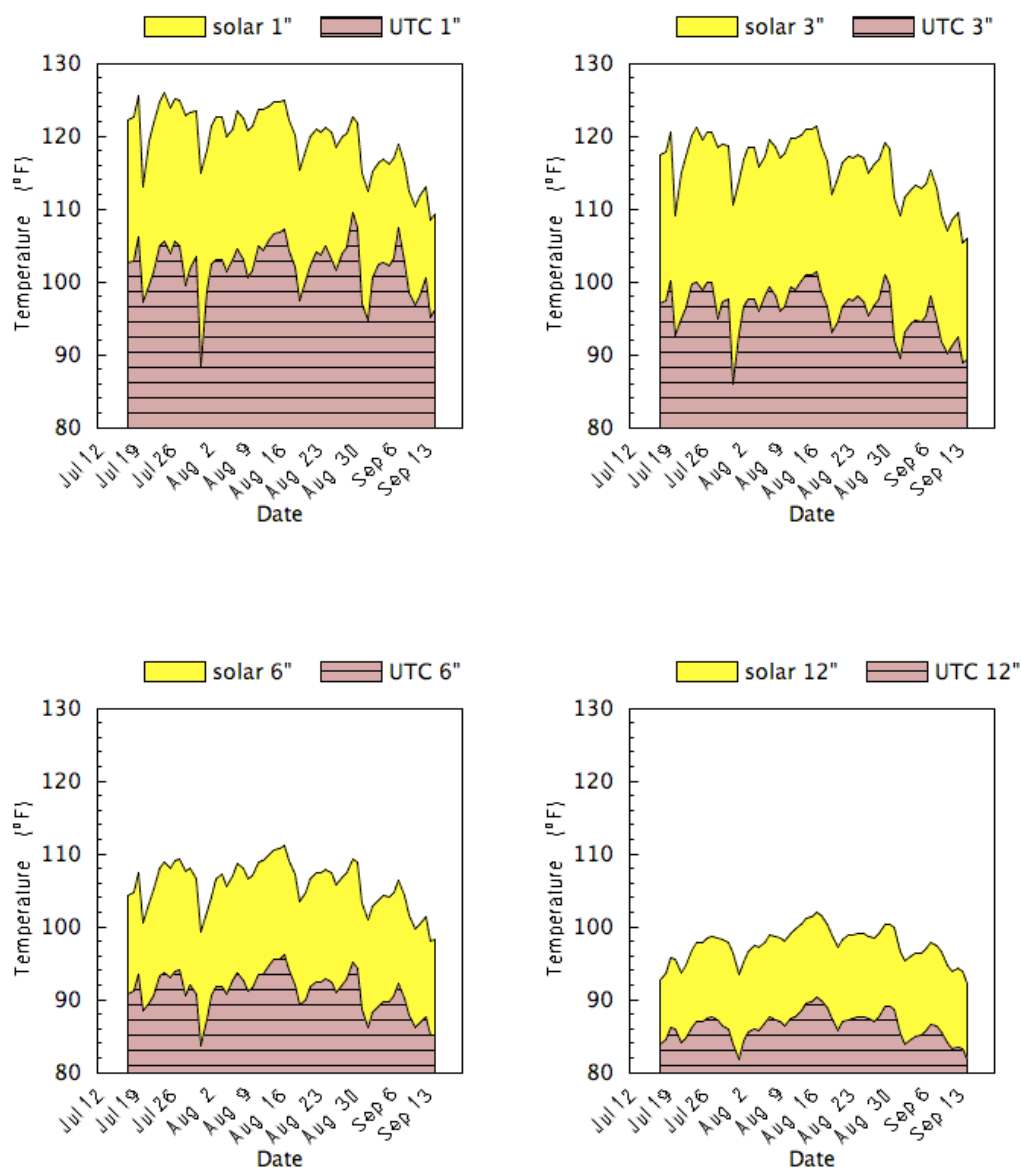 solar 1" UTC 1"
130
120
110
100
90
80
Temperature (°F)
Jul 12
Jul 19
Jul 26
Aug 2
Aug 9
Aug 16
Aug 23
Aug 30
Sep 6
Sep 13
Date
solar 3" UTC 3"
130
120
110
100
90
80
Temperature (°F)
Jul 12
Jul 19
Jul 26
Aug 2
Aug 9
Aug 16
Aug 23
Aug 30
Sep 6
Sep 13
Date
solar 6" UTC 6"
130
120
110
100
90
80
Temperature (°F)
Jul 12
Jul 19
Jul 26
Aug 2
Aug 9
Aug 16
Aug 23
Aug 30
Sep 6
Sep 13
Date
solar 12" UTC 12"
130
120
110
100
90
80
Temperature (°F)
Jul 12
Jul 19
Jul 26
Aug 2
Aug 9
Aug 16
Aug 23
Aug 30
Sep 6
Sep 13
Date